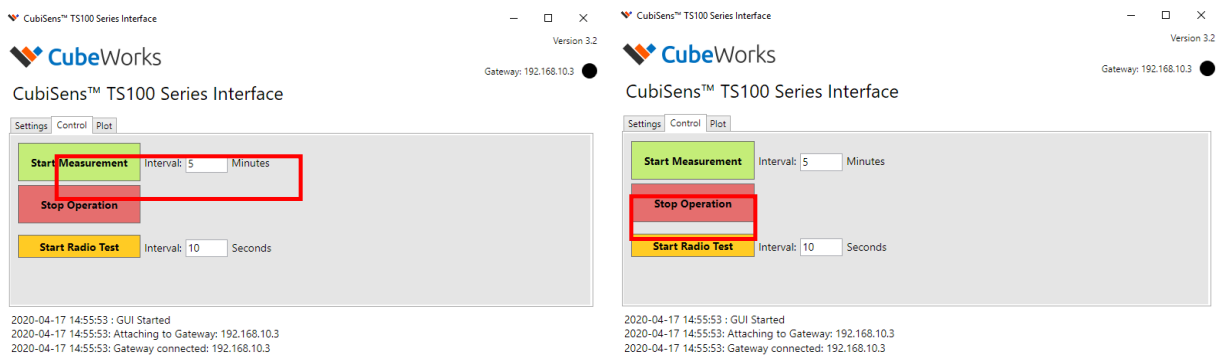 CubiSens™ TS100 Series Interface
Version 3.2
CubeWorks
Gateway: 192.168.10.3
CubiSens™ TS100 Series Interface
Settings Control Plot
Start Measurement Interval: 5 Minutes
Stop Operation
Start Radio Test Interval: 10 Seconds
2020-04-17 14:55:53 : GUI Started
2020-04-17 14:55:53: Attaching to Gateway: 192.168.10.3
2020-04-17 14:55:53: Gateway connected: 192.168.10.3
CubiSens™ TS100 Series Interface
Version 3.2
CubeWorks
Gateway: 192.168.10.3
CubiSens™ TS100 Series Interface
Settings Control Plot
Start Measurement Interval: 5 Minutes
Stop Operation
Start Radio Test Interval: 10 Seconds
2020-04-17 14:55:53 : GUI Started
2020-04-17 14:55:53: Attaching to Gateway: 192.168.10.3
2020-04-17 14:55:53: Gateway connected: 192.168.10.3